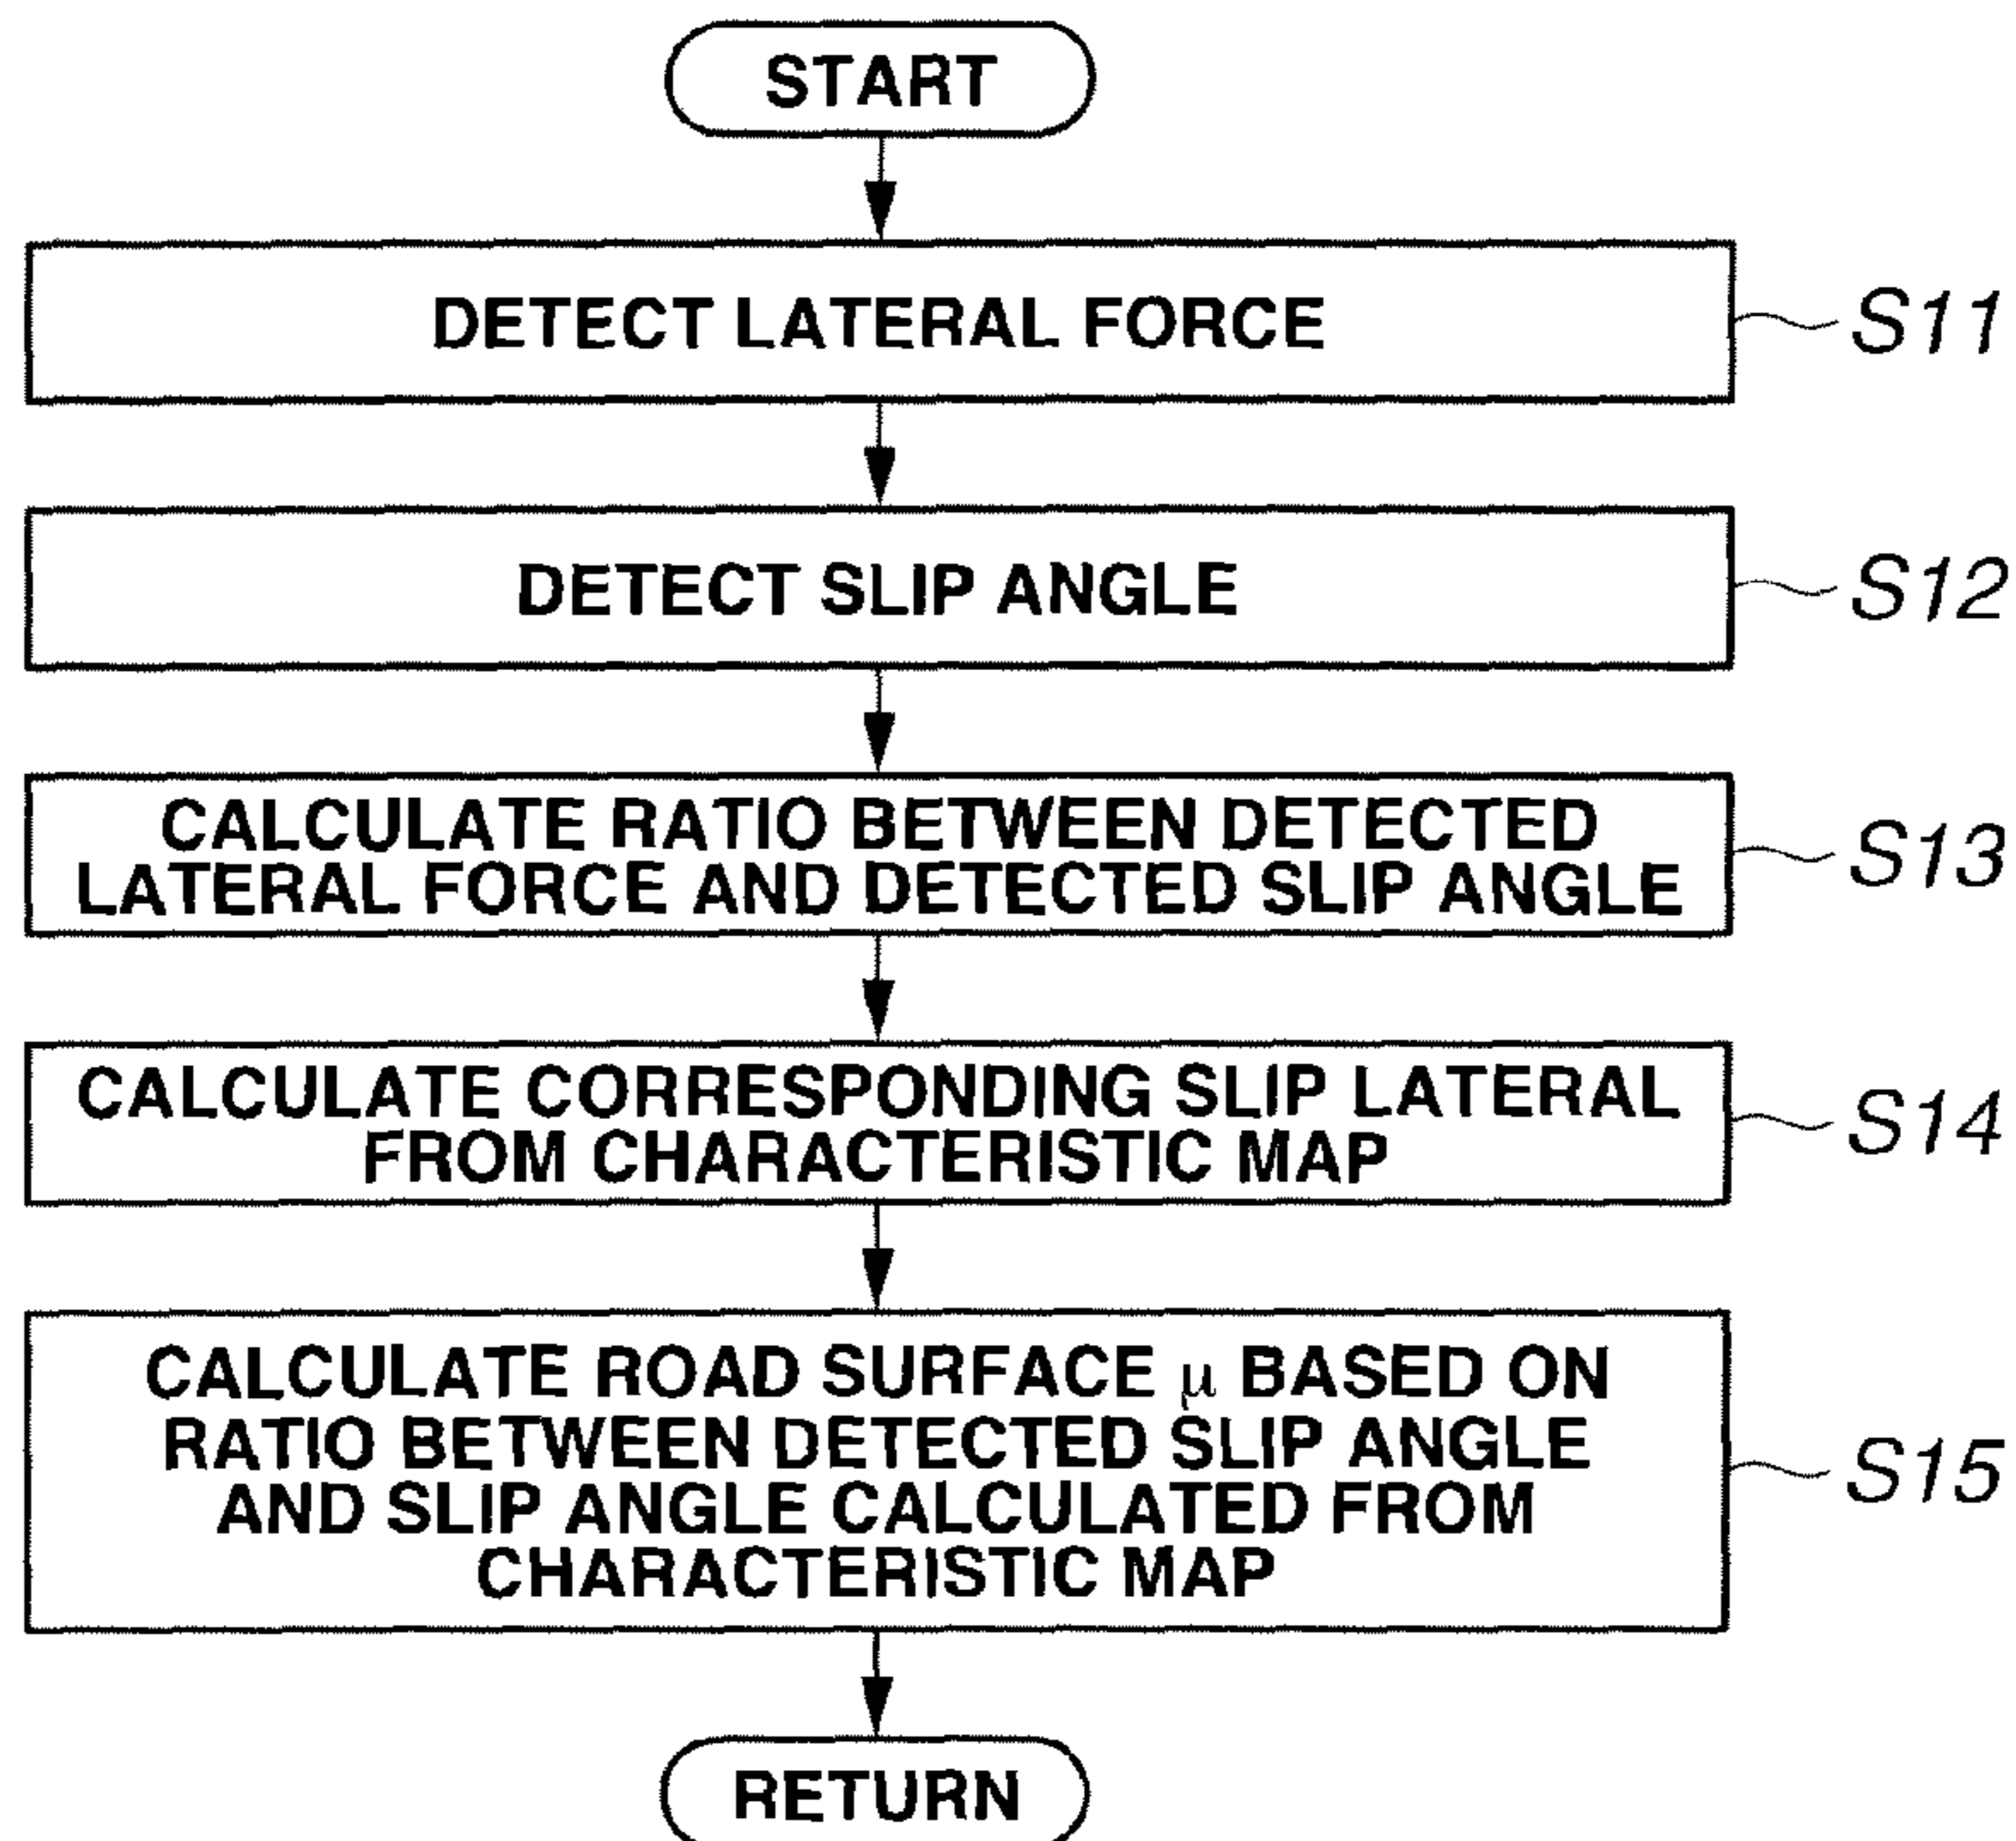 START
DETECT LATERAL FORCE
S11
DETECT SLIP ANGLE
S12
CALCULATE RATIO BETWEEN DETECTED
LATERAL FORCE AND DETECTED SLIP ANGLE
S13
CALCULATE CORRESPONDING SLIP LATERAL
FROM CHARACTERISTIC MAP
S14
CALCULATE ROAD SURFACE μ BASED ON
RATIO BETWEEN DETECTED SLIP ANGLE
AND SLIP ANGLE CALCULATED FROM
CHARACTERISTIC MAP
S15
RETURN